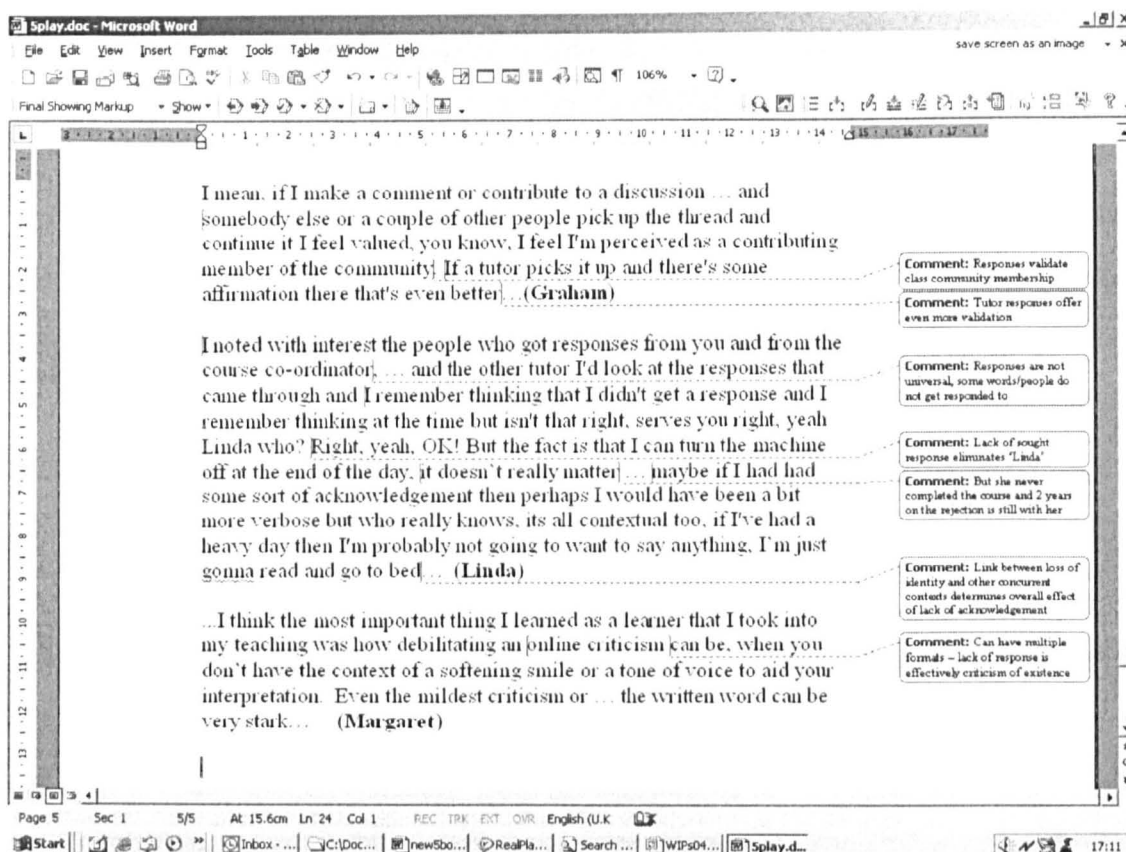 5play.doc - Microsoft Word
File Edit View Insert Format Tools Table Window Help
save screen as an image
106%
Final Showing Markup Show
I mean, if I make a comment or contribute to a discussion ... and
somebody else or a couple of other people pick up the thread and
continue it I feel valued, you know, I feel I'm perceived as a contributing
member of the community. If a tutor picks it up and there's some
affirmation there that's even better...(Graham)
Comment: Responses validate
class community membership
Comment: Tutor responses offer
even more validation
I noted with interest the people who got responses from you and from the
course co-ordinator, ... and the other tutor I'd look at the responses that
came through and I remember thinking that I didn't get a response and I
remember thinking at the time but isn't that right, serves you right, yeah
Linda who? Right, yeah, OK! But the fact is that I can turn the machine
off at the end of the day, it doesn't really matter ... maybe if I had had
some sort of acknowledgement then perhaps I would have been a bit
more verbose but who really knows, its all contextual too, if I've had a
heavy day then I'm probably not going to want to say anything, I'm just
gonna read and go to bed... (Linda)
Comment: Responses are not
universal, some words/people do
not get responded to
Comment: Lack of sought
response eliminates 'Linda'
Comment: But she never
completed the course and 2 years
on the rejection is still with her
Comment: Link between loss of
identity and other concurrent
contexts determines overall effect
of lack of acknowledgement
...I think the most important thing I learned as a learner that I took into
my teaching was how debilitating an online criticism can be, when you
don't have the context of a softening smile or a tone of voice to aid your
interpretation. Even the mildest criticism or ... the written word can be
very stark... (Margaret)
Comment: Can have multiple
formats – lack of response is
effectively criticism of existence
Page 5 Sec 1 5/5 At 15.6cm Ln 24 Col 1 REC TRK EXT OVR English (U.K
Start Inbox - ... C:\Doc... new5bo... RealPla... Search ... WIPs04... 5play.d... 17:11